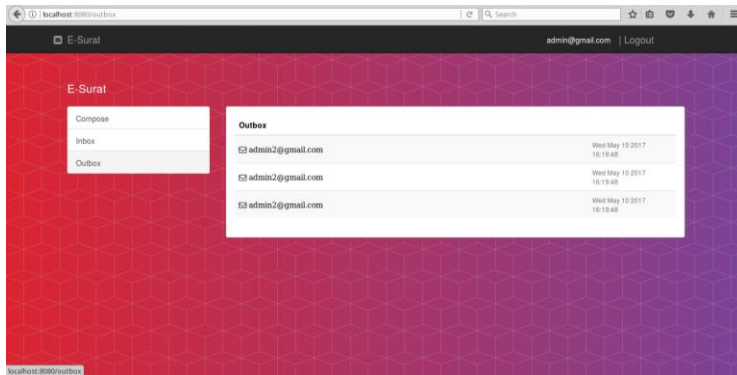 localhost:8080/outbox
Search
E-Surat
admin@gmail.com | Logout
E-Surat
Compose
Inbox
Outbox
Outbox
admin2@gmail.com
Wed May 10 2017
16:19:48
admin2@gmail.com
Wed May 10 2017
16:19:48
admin2@gmail.com
Wed May 10 2017
16:19:48
localhost:8080/outbox